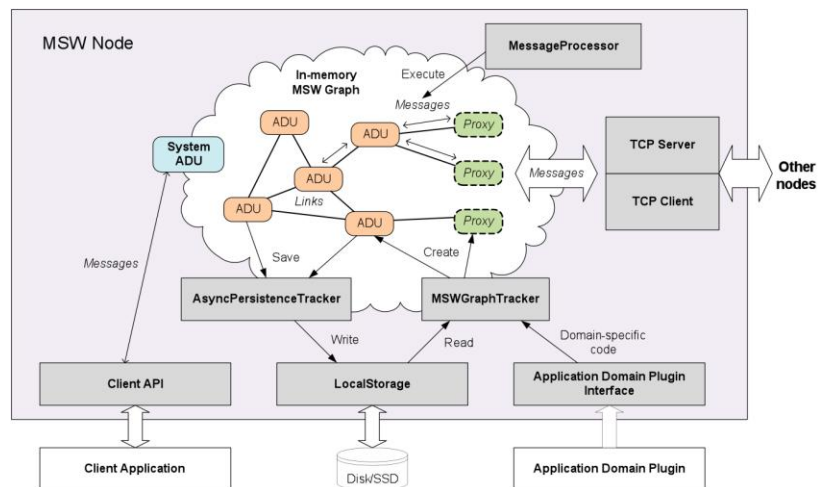 MSW Node
MessageProcessor
In-memory
MSW Graph
Execute
Messages
ADU
ADU
Proxy
System
ADU
TCP Server
ADU
Proxy
Messages
Other
nodes
TCP Client
ADU
Links
ADU
Proxy
Save
Create
Messages
AsyncPersistenceTracker
MSWGraphTracker
Write
Read
Domain-specific
code
Client API
LocalStorage
Application Domain Plugin
Interface
Client Application
Disk/SSD
Application Domain Plugin